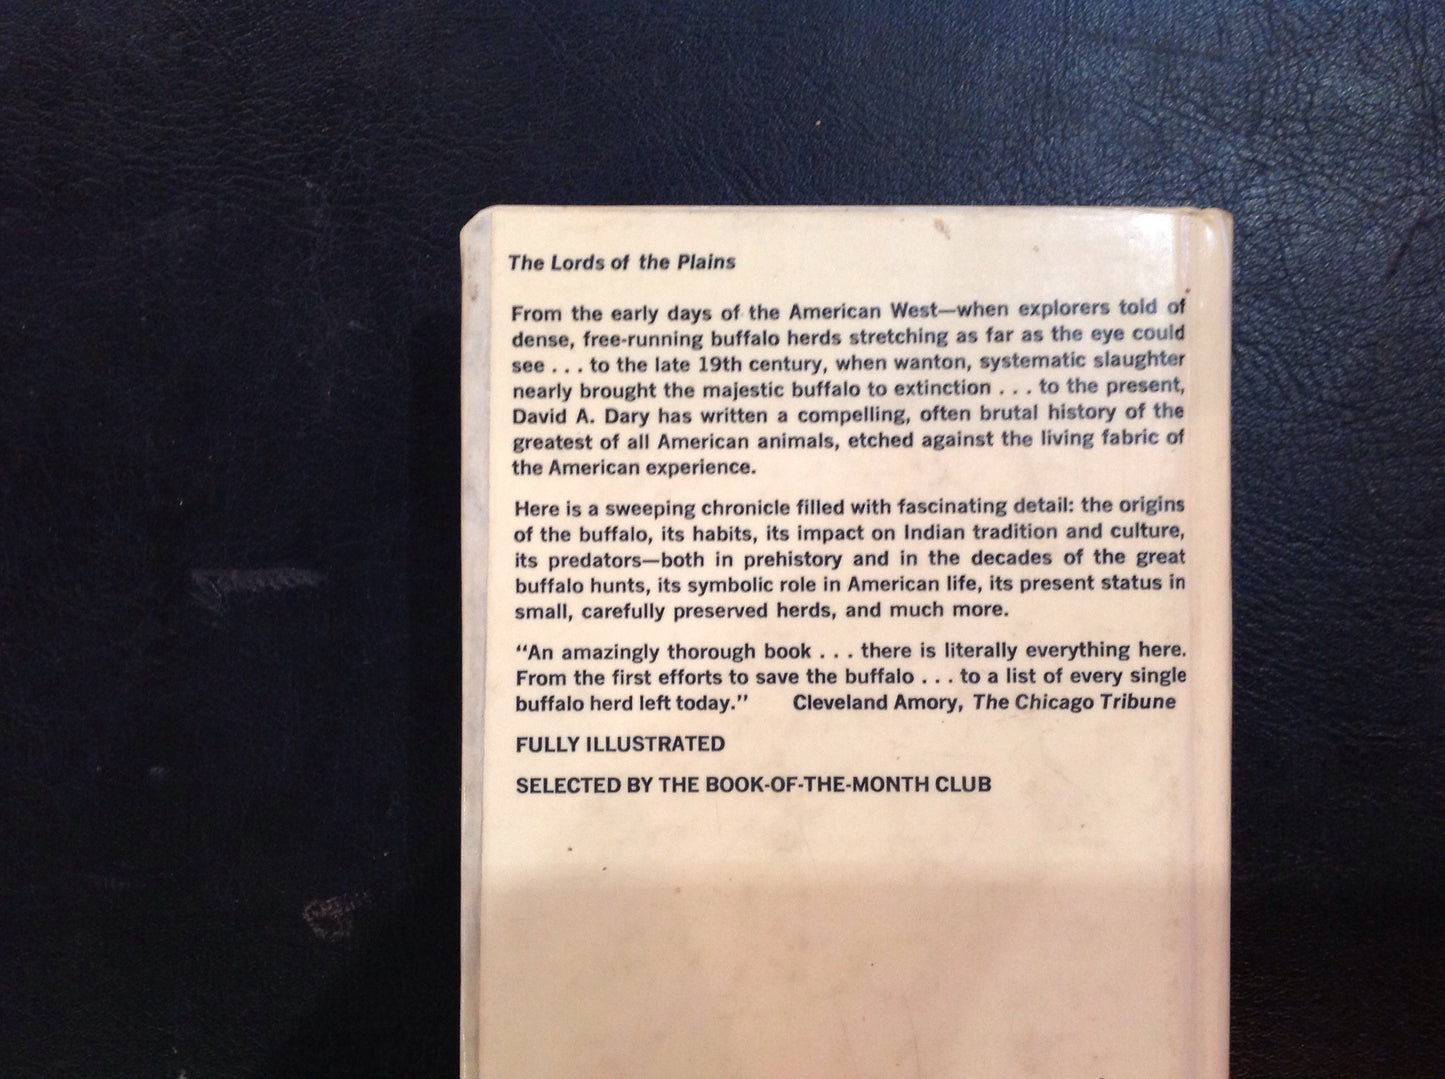 The Lords of the Plains
From the early days of the American West—when explorers told of
dense, free-running buffalo herds stretching as far as the eye could
see . . . to the late 19th century, when wanton, systematic slaughter
nearly brought the majestic buffalo to extinction . . . to the present,
David A. Dary has written a compelling, often brutal history of the
greatest of all American animals, etched against the living fabric of
the American experience.
Here is a sweeping chronicle filled with fascinating detail: the origins
of the buffalo, its habits, its impact on Indian tradition and culture,
its predators—both in prehistory and in the decades of the great
buffalo hunts, its symbolic role in American life, its present status in
small, carefully preserved herds, and much more.
“An amazingly thorough book . . . there is literally everything here.
From the first efforts to save the buffalo . . . to a list of every single
buffalo herd left today.” Cleveland Amory, The Chicago Tribune
FULLY ILLUSTRATED
SELECTED BY THE BOOK-OF-THE-MONTH CLUB